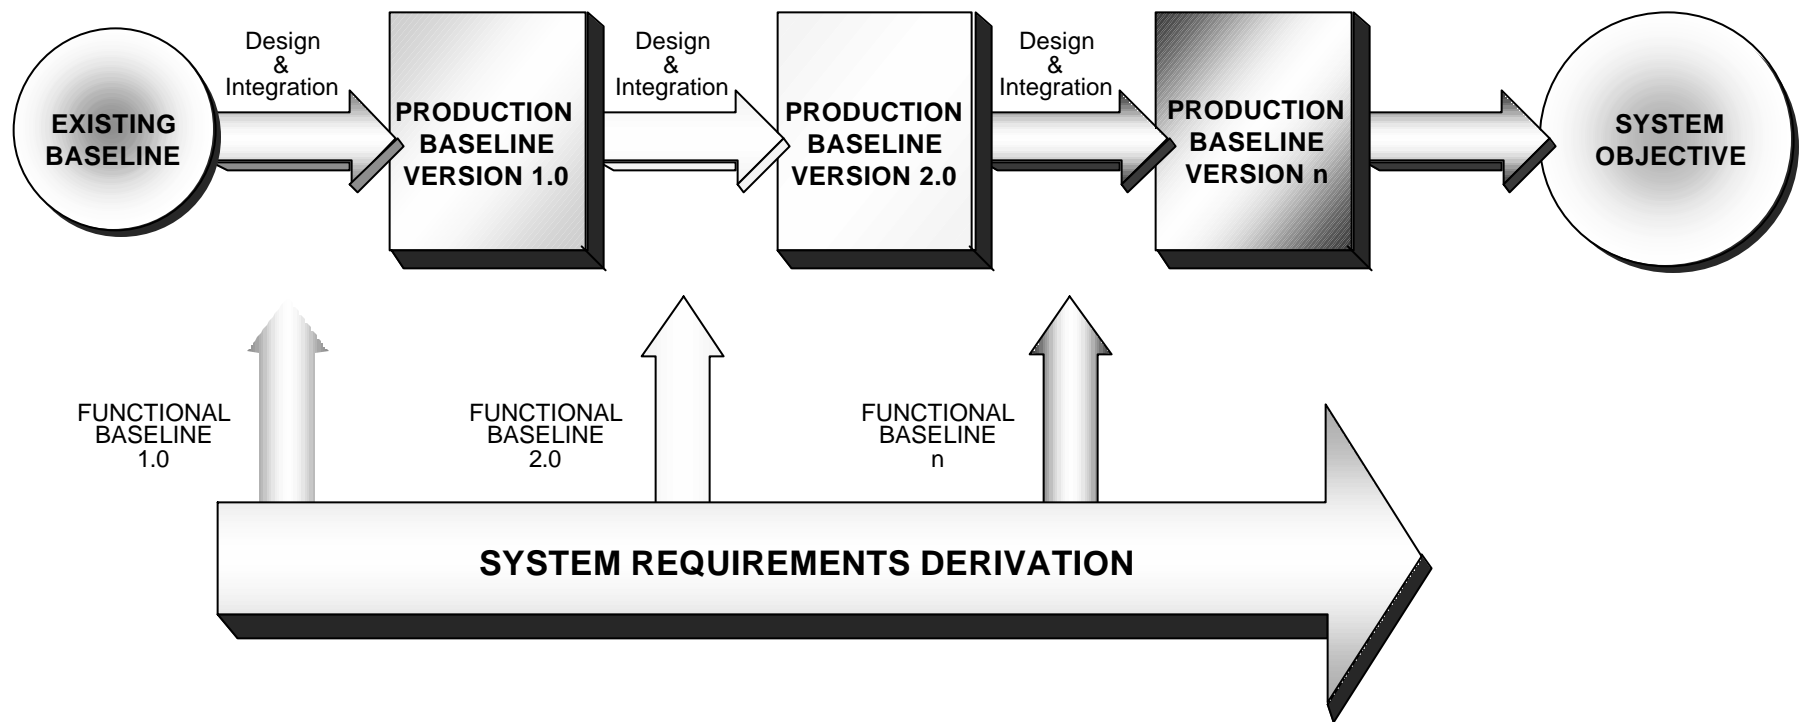 EXISTING
BASELINE
Design
&
Integration
PRODUCTION
BASELINE
VERSION 1.0
Design
&
Integration
PRODUCTION
BASELINE
VERSION 2.0
Design
&
Integration
PRODUCTION
BASELINE
VERSION n
SYSTEM
OBJECTIVE
FUNCTIONAL
BASELINE
1.0
FUNCTIONAL
BASELINE
2.0
FUNCTIONAL
BASELINE
n
SYSTEM REQUIREMENTS DERIVATION